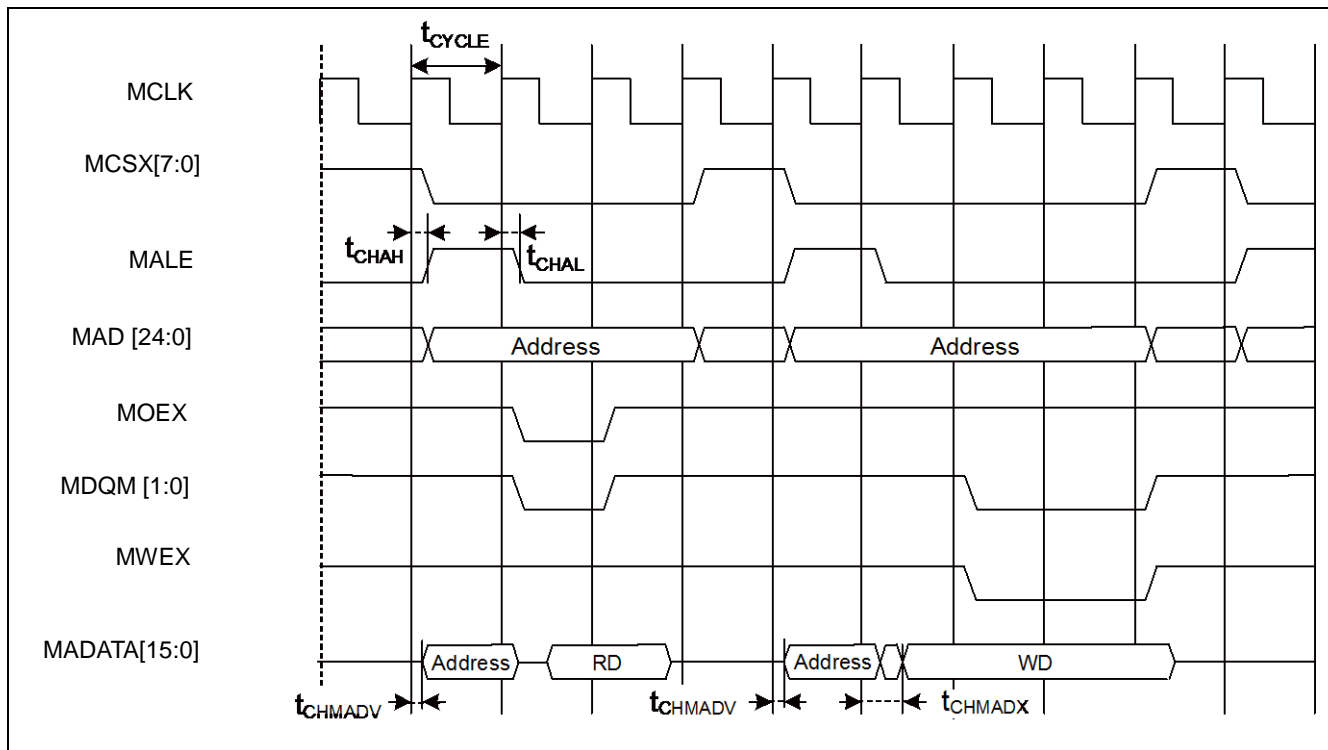 tCYCLE
MCLK
MCSX[7:0]
tCHAH
tCHAL
MALE
MAD [24:0]
Address
Address
MOEX
MDQM [1:0]
MWEX
MADATA[15:0]
Address
RD
Address
WD
tCHMADV
tCHMADV
tCHMADX